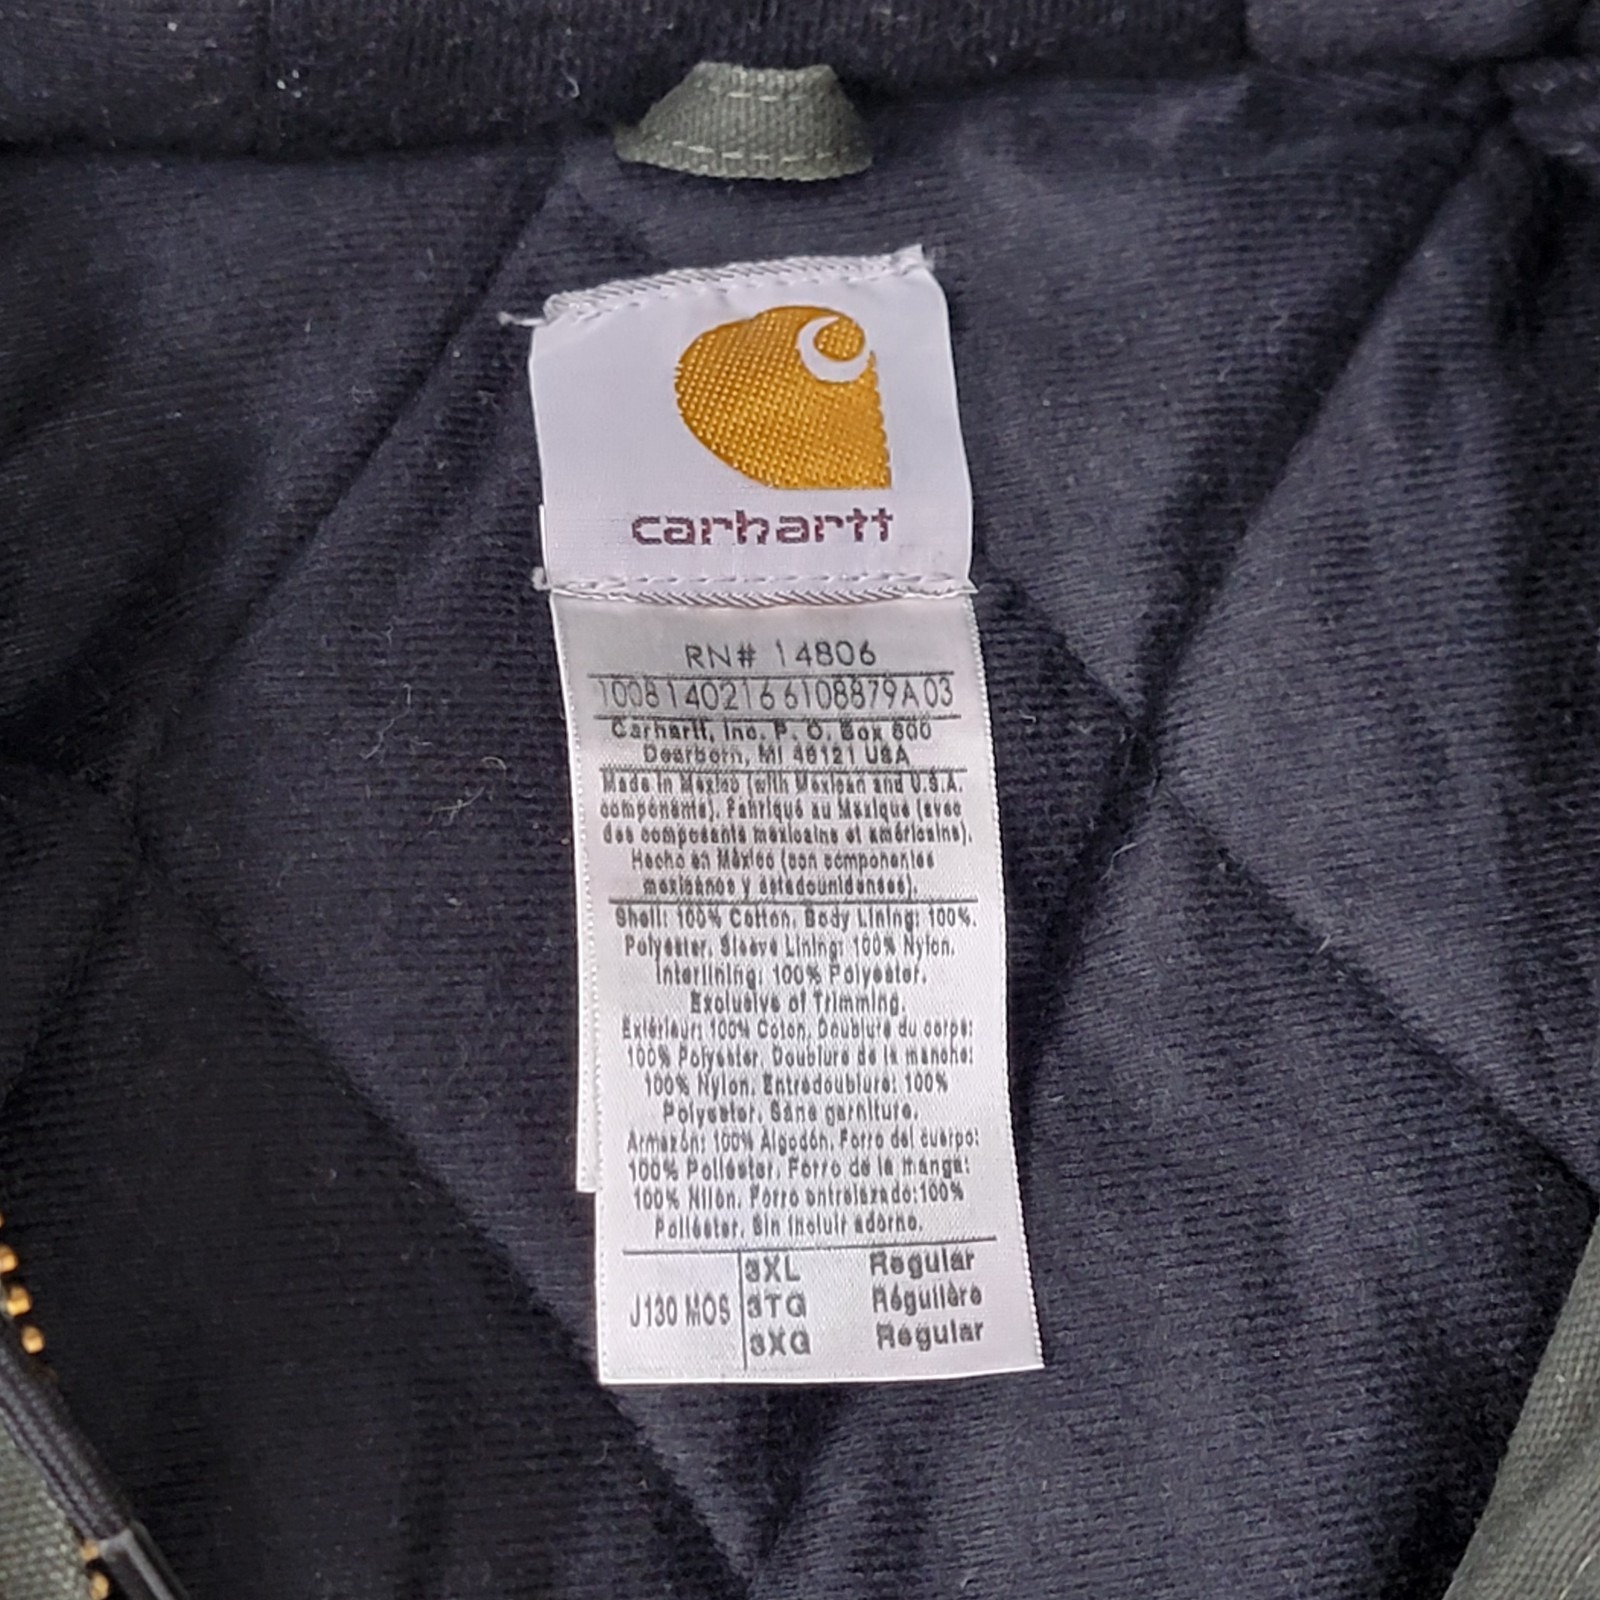 carhartt
RN# 14806
10081402166108879A03
Carhartt, Inc. P. O. Box 600
Dearborn, MI 48121 USA
Made in Mexico (with Mexican and U.S.A.
components). Fabriqué au Mexique (avec
des composants mexicains et américains).
Hecho en México (con componentes
mexicanos y estadounidenses).
Shell: 100% Cotton. Body Lining: 100%.
Polyester. Sleeve Lining: 100% Nylon.
Interlining: 100% Polyester.
Exclusive of Trimming.
Extérieur: 100% Coton. Doublure du corps:
100% Polyester. Doublure de la manche:
100% Nylon. Entredoublure: 100%
Polyester. Sans garniture.
Armazón: 100% Algodón. Forro del cuerpo:
100% Poliéster. Forro de la manga:
100% Nilón. Forro entrelazado:100%
Poliéster. Sin incluir adorno.
J130 MOS
3XL Regular
3TG Régulière
3XG Regular